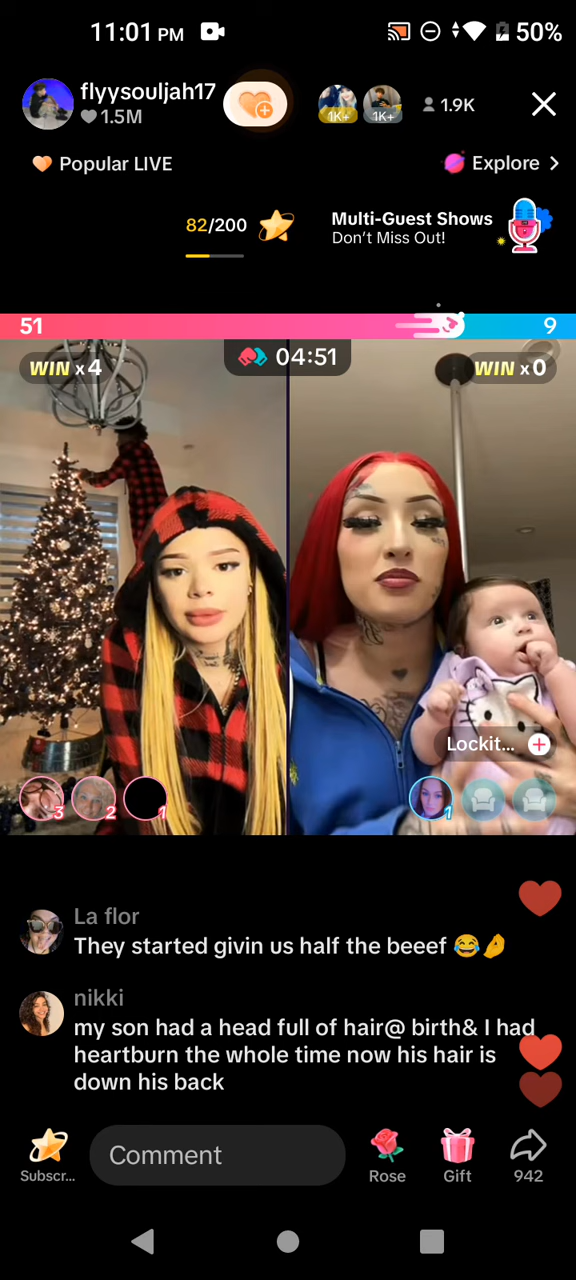 11:01 PM
50%
flyysouljah17
1.5M
1K+
1K+
1.9K
Popular LIVE
Explore >
82/200
Multi-Guest Shows
Don't Miss Out!
51
9
WIN x4
04:51
WIN x0
Lockit...
3
2
1
1
La flor
They started givin us half the beeef 😂🤌
nikki
my son had a head full of hair@ birth& I had
heartburn the whole time now his hair is
down his back
Subscr...
Comment
Rose
Gift
942